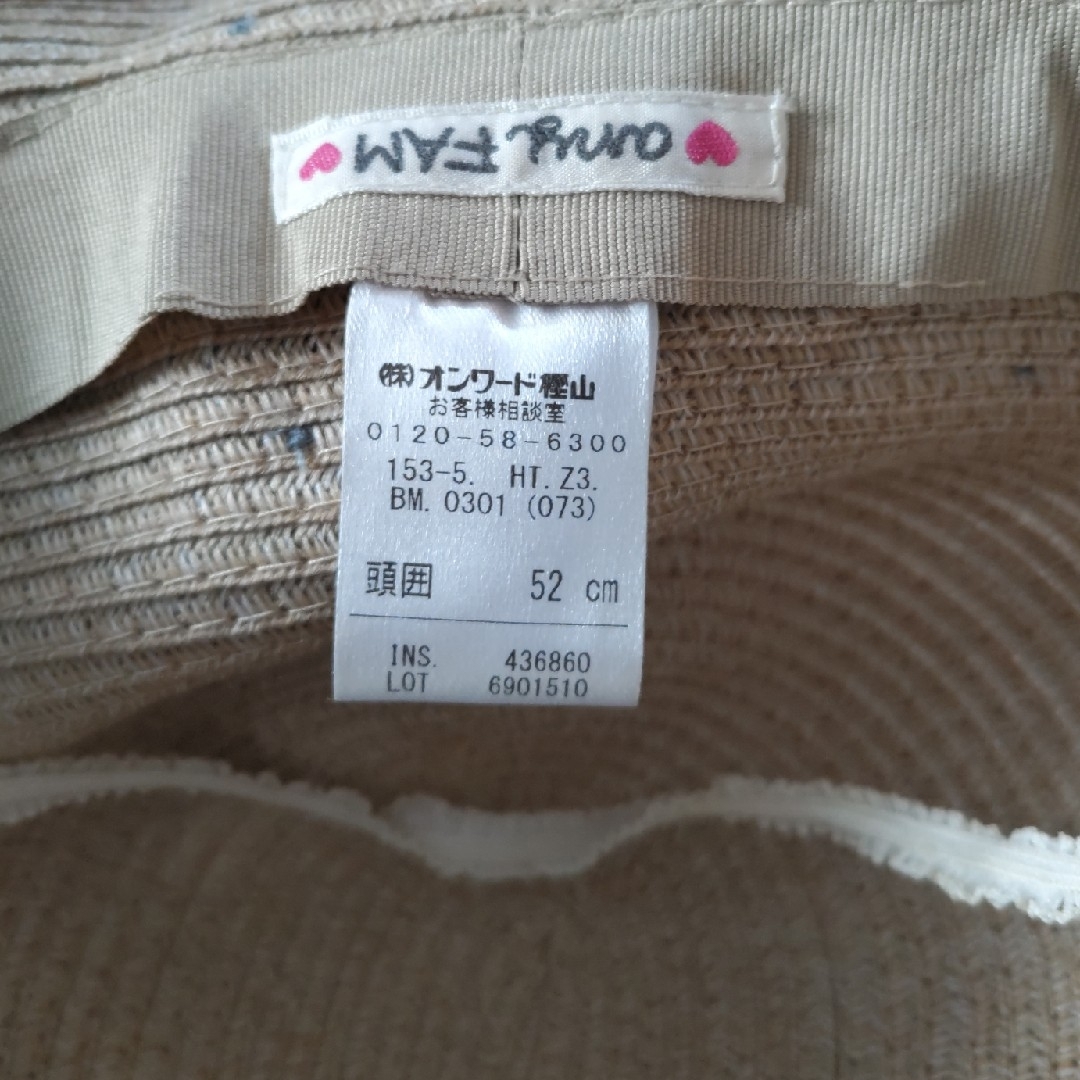 any FAM
(株)オンワード樫山
お客様相談室
0120-58-6300
153-5. HT. Z3.
BM. 0301 (073)
頭囲 52 cm
INS. 436860
LOT 6901510